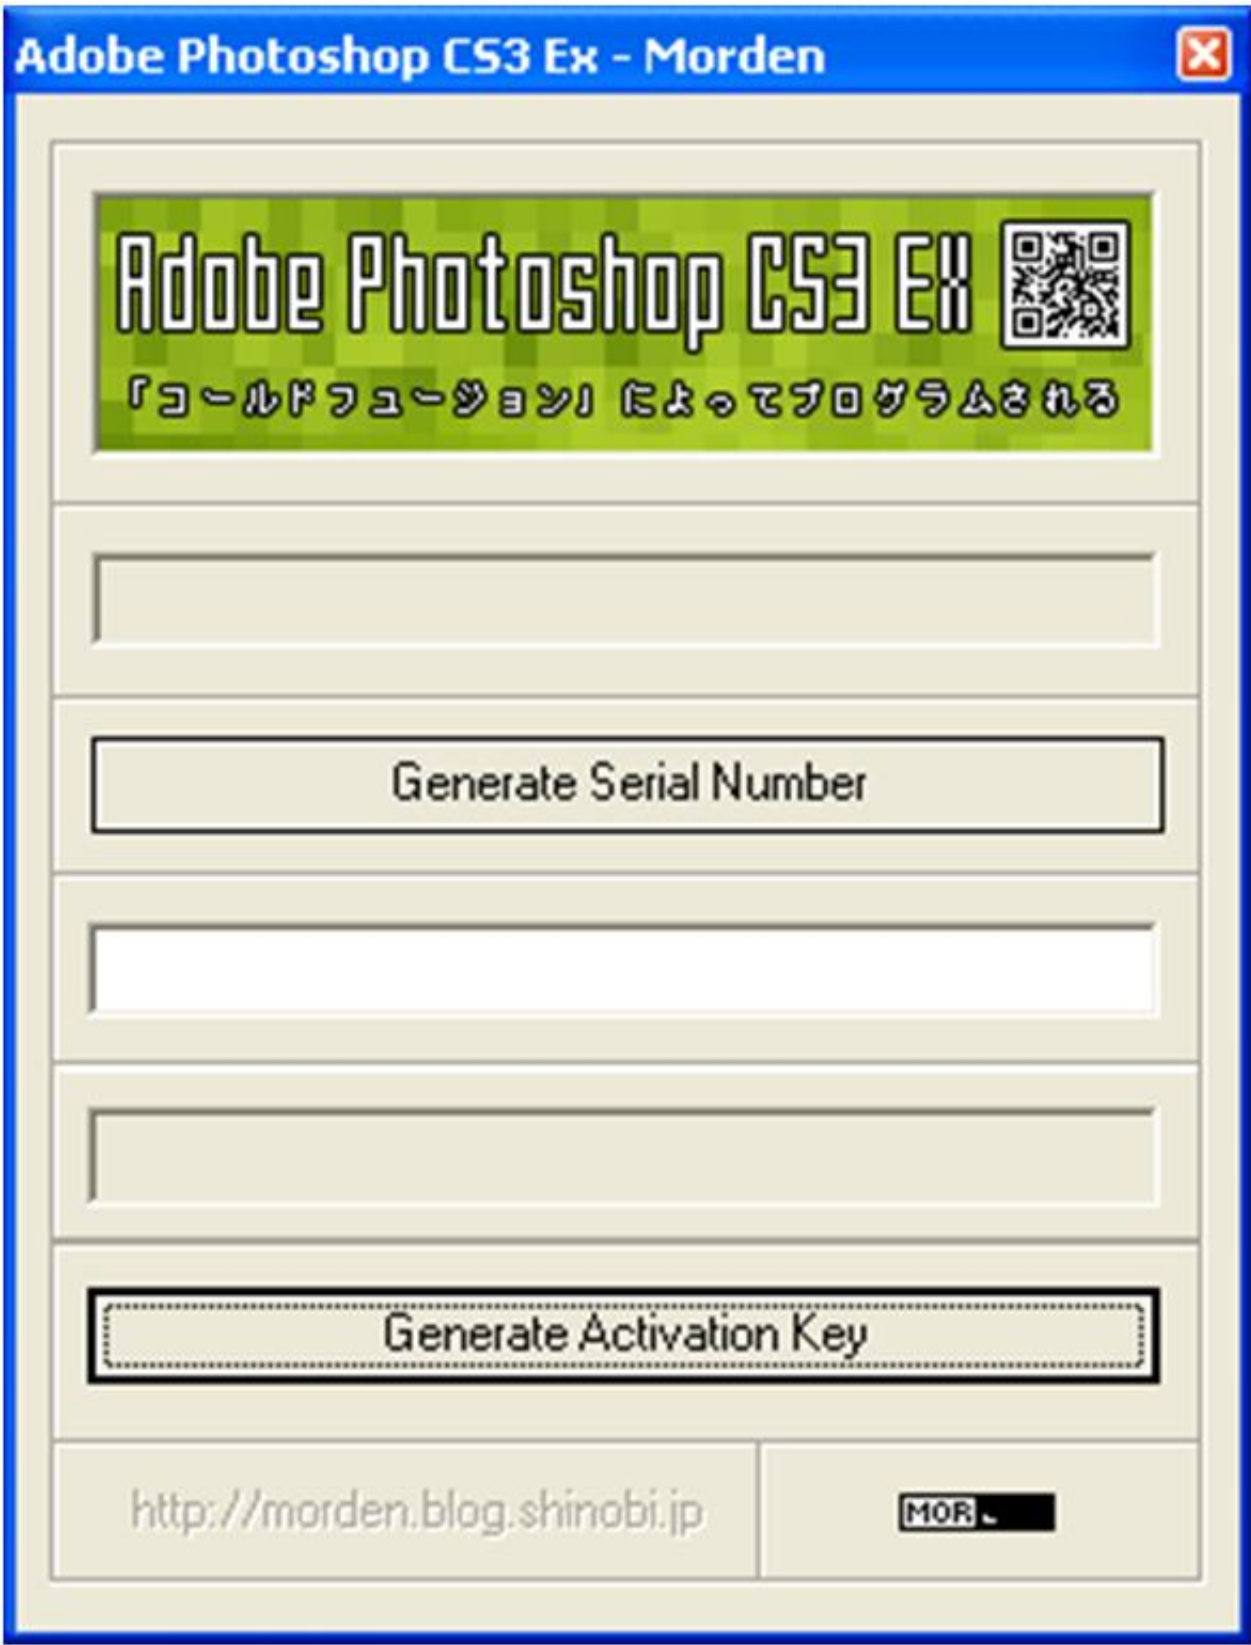 Adobe Photoshop CS3 Ex - Morden
Adobe Photoshop CS3 EX
「コールドフュージョン」によってプログラムされる
Generate Serial Number
Generate Activation Key
http://morden.blog.shinobi.jp
MOR